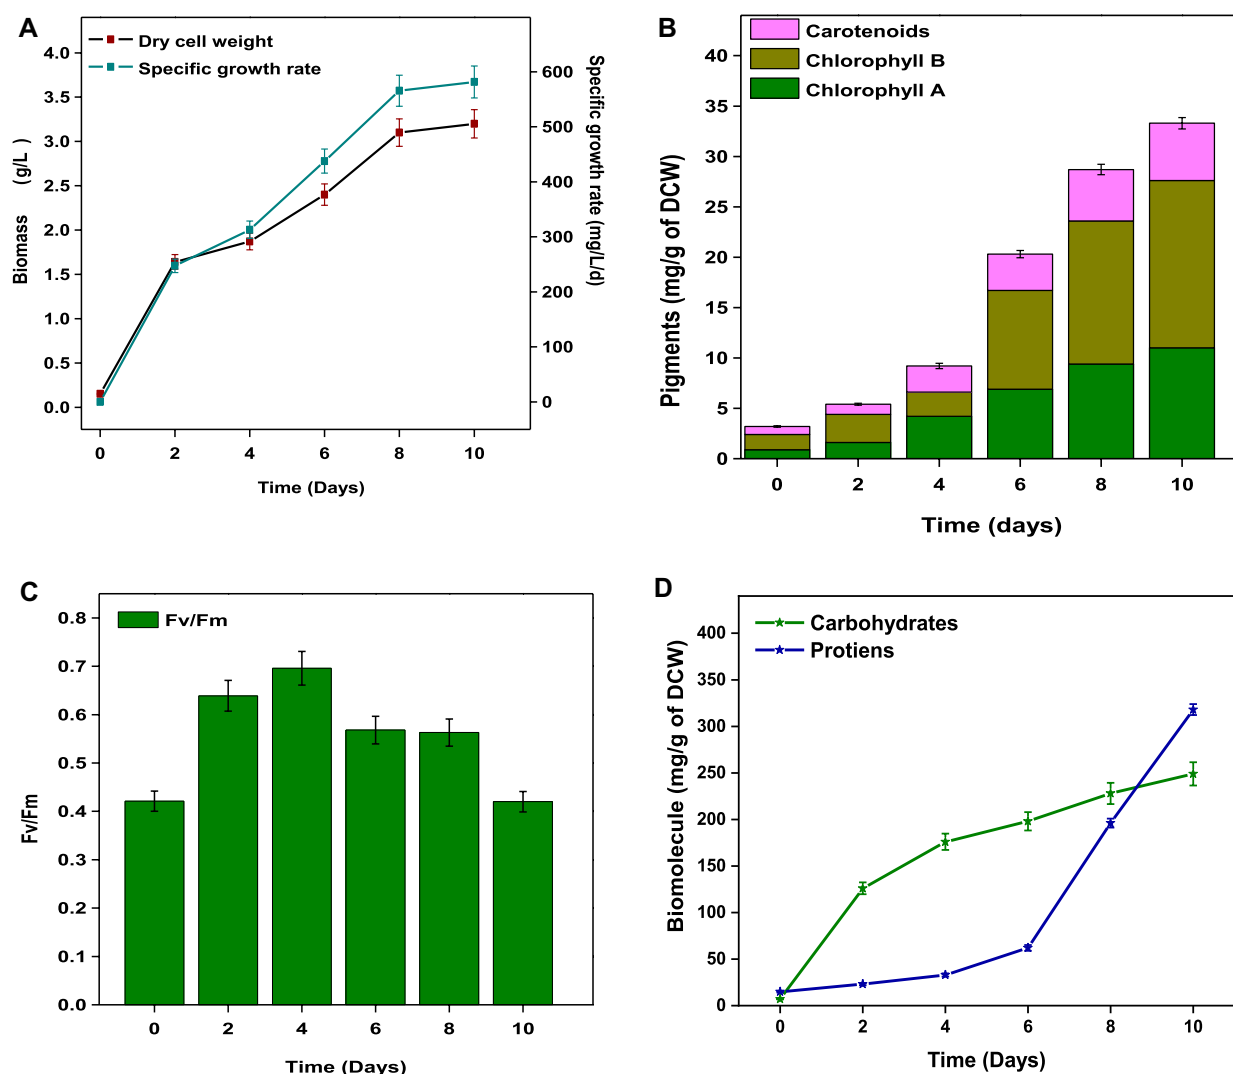 A
Dry cell weight
Specific growth rate
4.0
3.5
3.0
2.5
2.0
1.5
1.0
0.5
0.0
Biomass (g/L)
600
500
400
300
200
100
0
Specific growth rate (mg/L/d)
0 2 4 6 8 10
Time (Days)
B
Carotenoids
Chlorophyll B
Chlorophyll A
40
35
30
25
20
15
10
5
0
Pigments (mg/g of DCW)
0 2 4 6 8 10
Time (days)
C
Fv/Fm
0.8
0.7
0.6
0.5
0.4
0.3
0.2
0.1
0.0
Fv/Fm
0 2 4 6 8 10
Time (Days)
D
Carbohydrates
Protiens
400
350
300
250
200
150
100
50
0
Biomolecule (mg/g of DCW)
0 2 4 6 8 10
Time (Days)